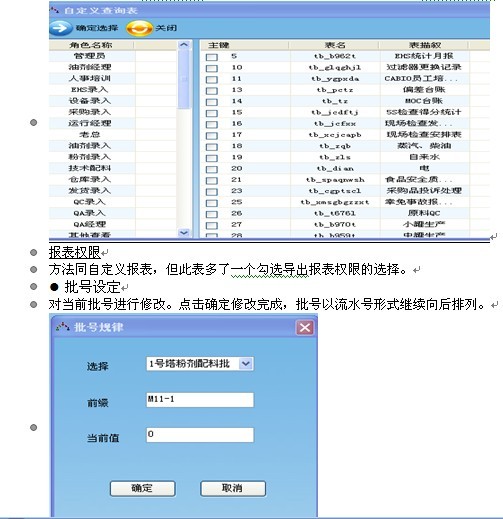 自定义查询表
确定选择 关闭
角色名称 主键 表名 表描叙
管理员 5 tb_b962t EHS统计月报
油剂经理 10 tb_glqghjl 过滤器更换记录
人事培训 11 tb_ygpxda CABIO员工培...
EHS录入 13 tb_pctz 偏差台账
设备录入 14 tb_tz MOC台账
采购录入 15 tb_jcdftj 5S检查得分统计
运行经理 16 tb_jcfxx 现场检查发...
老总 17 tb_xcjcapb 现场检查安排表
油剂录入 18 tb_zqb 蒸汽、柴油
粉剂录入 19 tb_zls 自来水
技术配料 20 tb_dian 电
仓库录入 21 tb_spaqnwsh 食品安全质...
发货录入 23 tb_cgptscl 采购品投诉处理
QC录入 25 tb_xmsgbgzzxt 幸免事故报...
QA录入 26 tb_t676l 原料QC
QA经理 27 tb_b970t 小罐生产
其他查看 28 tb_b959t 中罐生产
报表权限
方法同自定义报表，但此表多了一个勾选导出报表权限的选择。
● 批号设定
对当前批号进行修改。点击确定修改完成，批号以流水号形式继续向后排列。
批号规律
选择 1号塔粉剂配料批
前缀 M11-1
当前值 0
确定 取消